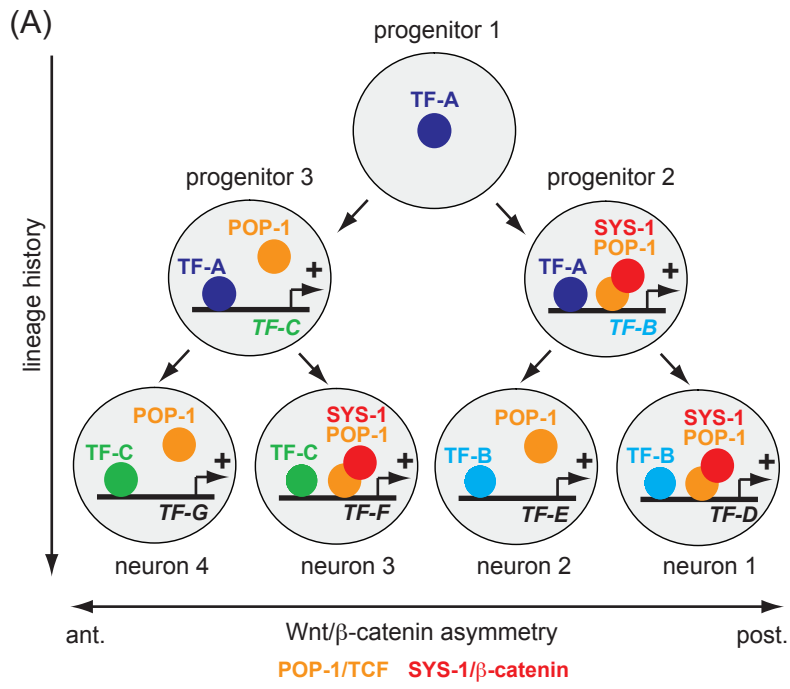 (A)
progenitor 1
TF-A
progenitor 3
progenitor 2
POP-1
TF-A
+
TF-C
SYS-1
POP-1
TF-A
+
TF-B
lineage history
POP-1
TF-C
+
TF-G
SYS-1
POP-1
TF-C
+
TF-F
POP-1
TF-B
+
TF-E
SYS-1
POP-1
TF-B
+
TF-D
neuron 4
neuron 3
neuron 2
neuron 1
ant.
Wnt/β-catenin asymmetry
post.
POP-1/TCF SYS-1/β-catenin